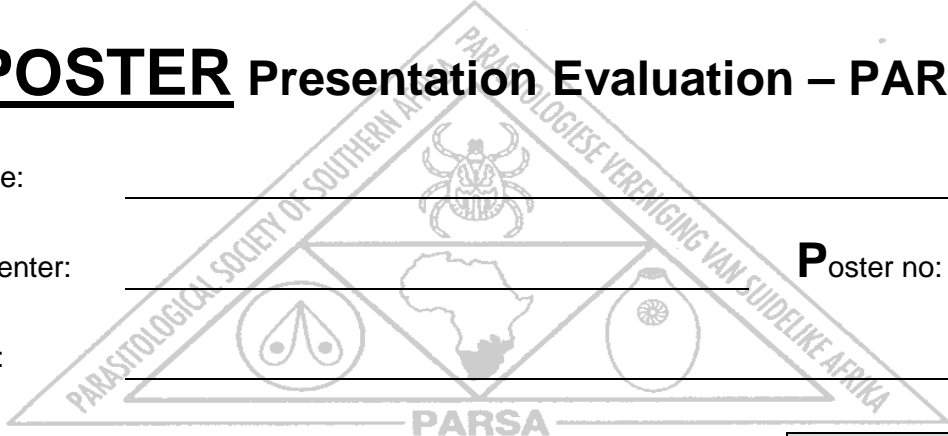 POSTER Presentation Evaluation – PAR
e:
enter:
Poster no:
:
PARASITOLOGICAL SOCIETY OF SOUTHERN AFRICA
PARASITOLOGIESE VERENIGING VAN SUIDELIKE AFRIKA
PARSA